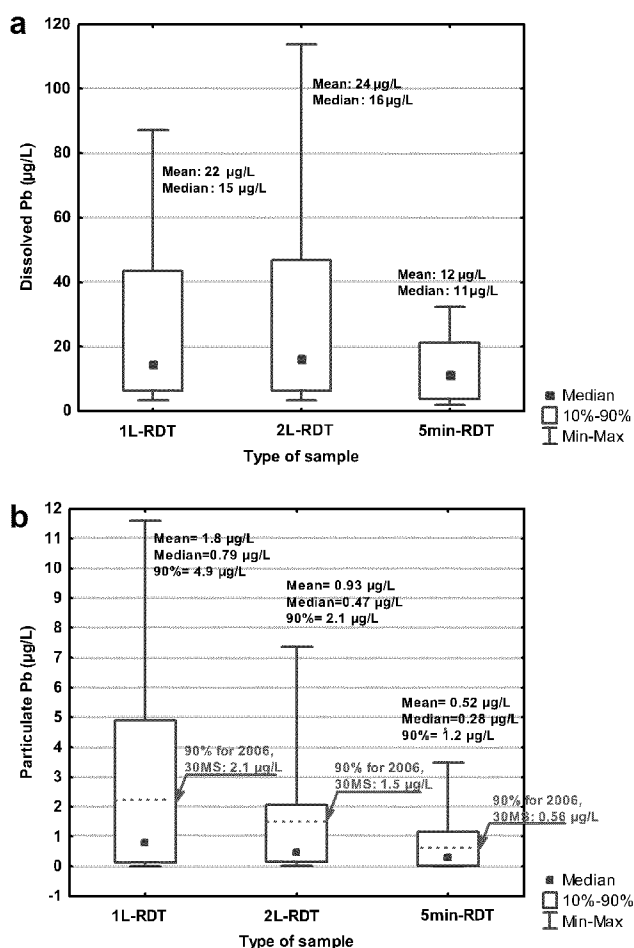 a
120
100
80
60
40
20
0
Dissolved Pb (µg/L)
Mean: 22 µg/L
Median: 15 µg/L
Mean: 24 µg/L
Median: 16 µg/L
Mean: 12 µg/L
Median: 11 µg/L
1L-RDT 2L-RDT 5min-RDT
Type of sample
Median
10%-90%
Min-Max
b
12
11
10
9
8
7
6
5
4
3
2
1
0
-1
Particulate Pb (µg/L)
Mean= 1.8 µg/L
Median=0.79 µg/L
90%= 4.9 µg/L
Mean= 0.93 µg/L
Median=0.47 µg/L
90%= 2.1 µg/L
Mean= 0.52 µg/L
Median=0.28 µg/L
90%= 1.2 µg/L
90% for 2006,
30MS: 2.1 µg/L
90% for 2006,
30MS: 1.5 µg/L
90% for 2006,
30MS: 0.56 µg/L
1L-RDT 2L-RDT 5min-RDT
Type of sample
Median
10%-90%
Min-Max